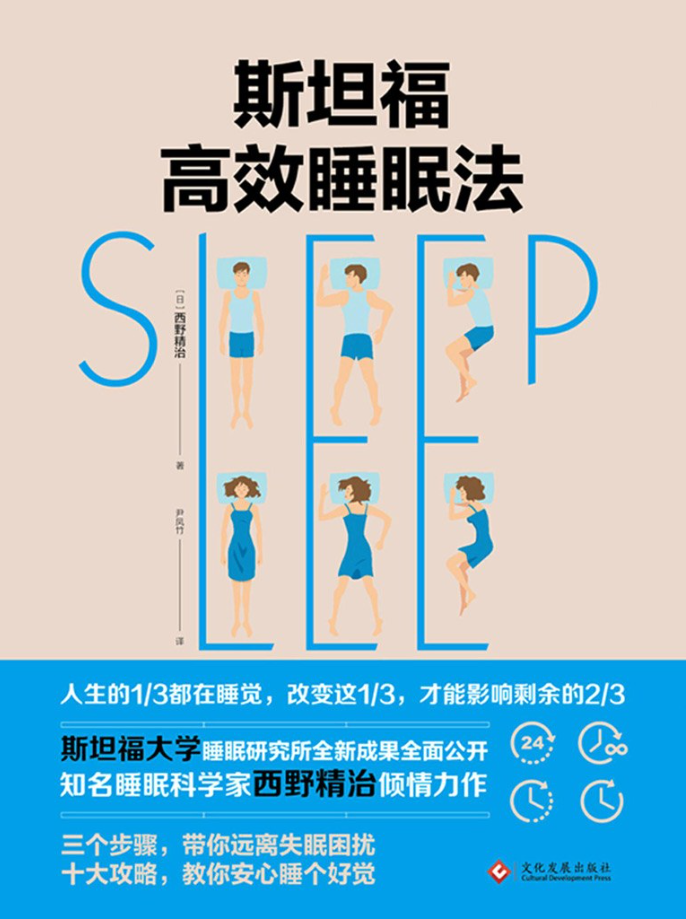 斯坦福
高效睡眠法
SLEEP
[日]西野精治
著
尹凤竹
译
人生的1/3都在睡觉，改变这1/3，才能影响剩余的2/3
斯坦福大学睡眠研究所全新成果全面公开
知名睡眠科学家西野精治倾情力作
24
三个步骤，带你远离失眠困扰
十大攻略，教你安心睡个好觉
文化发展出版社
Cultural Development Press